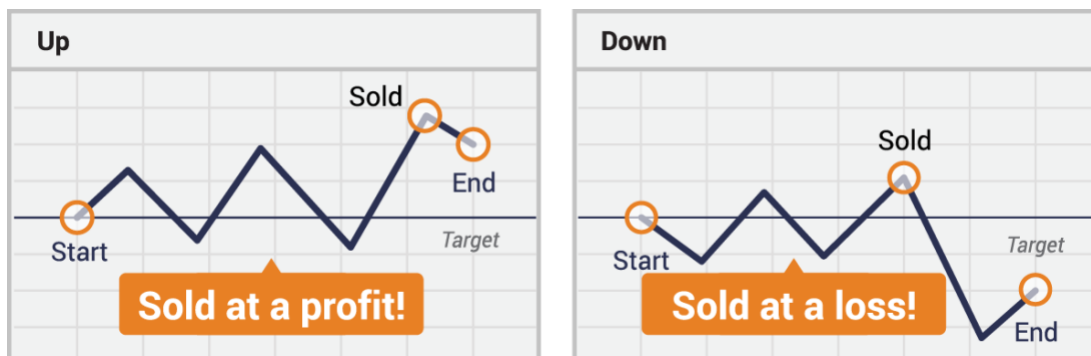 Up
Sold
End
Start
Target
Sold at a profit!
Down
Sold
Start
Target
Sold at a loss!
End